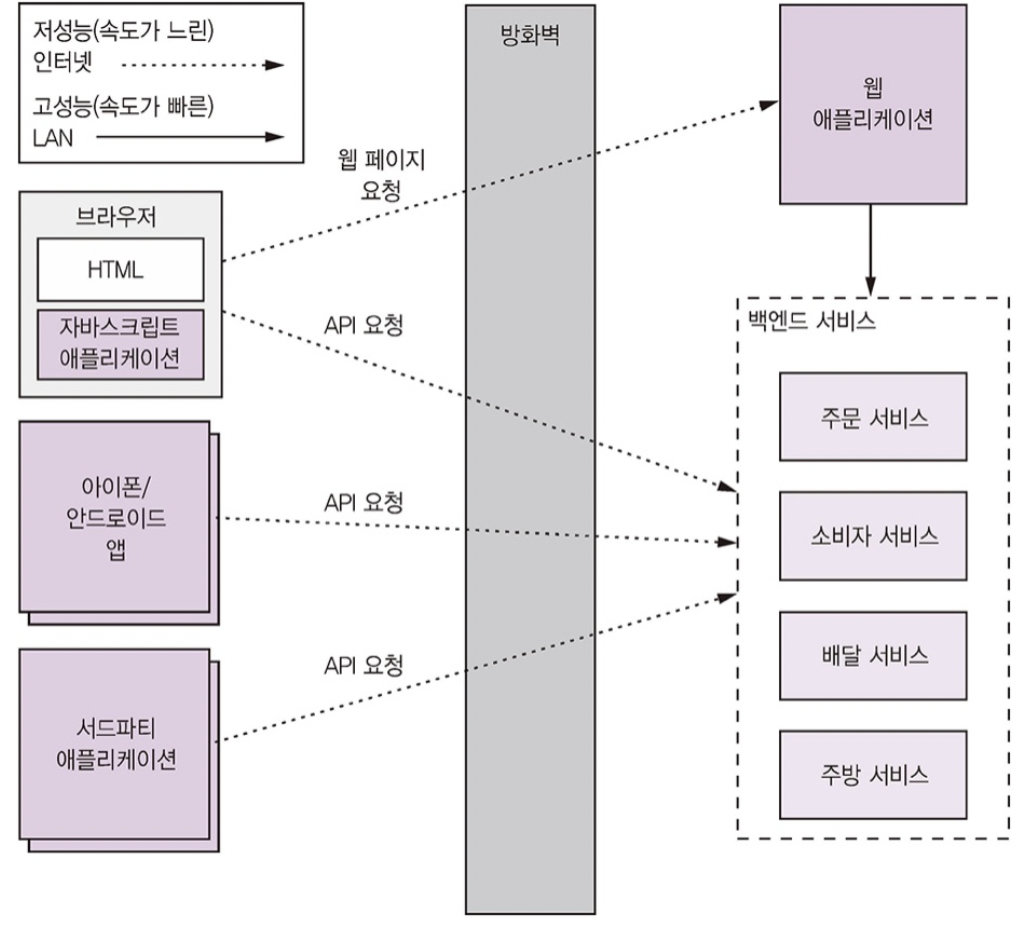 저성능(속도가 느린)
인터넷
고성능(속도가 빠른)
LAN
방화벽
웹
애플리케이션
웹 페이지
요청
브라우저
HTML
자바스크립트
애플리케이션
API 요청
백엔드 서비스
주문 서비스
아이폰/
안드로이드
앱
API 요청
소비자 서비스
배달 서비스
서드파티
애플리케이션
API 요청
주방 서비스